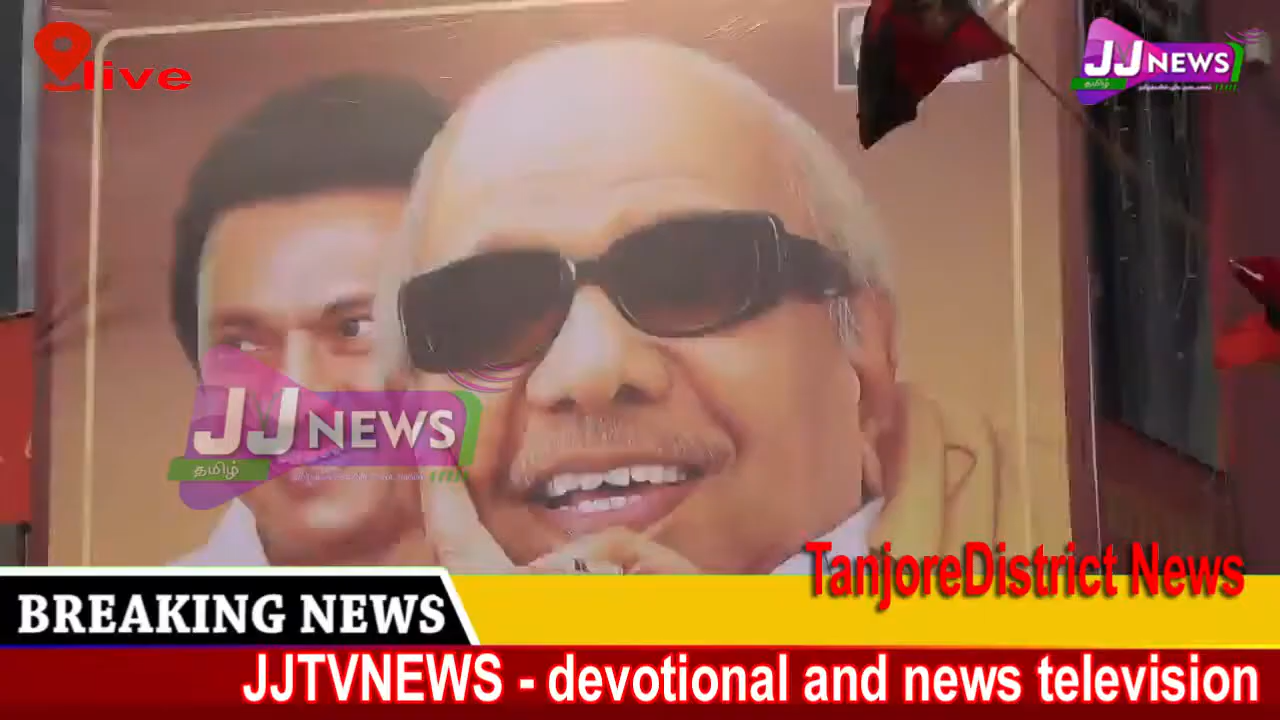 live
JJ NEWS
தமிழ்
JJ NEWS
தமிழ்
TanjoreDistrict News
BREAKING NEWS
JJTVNEWS - devotional and news television